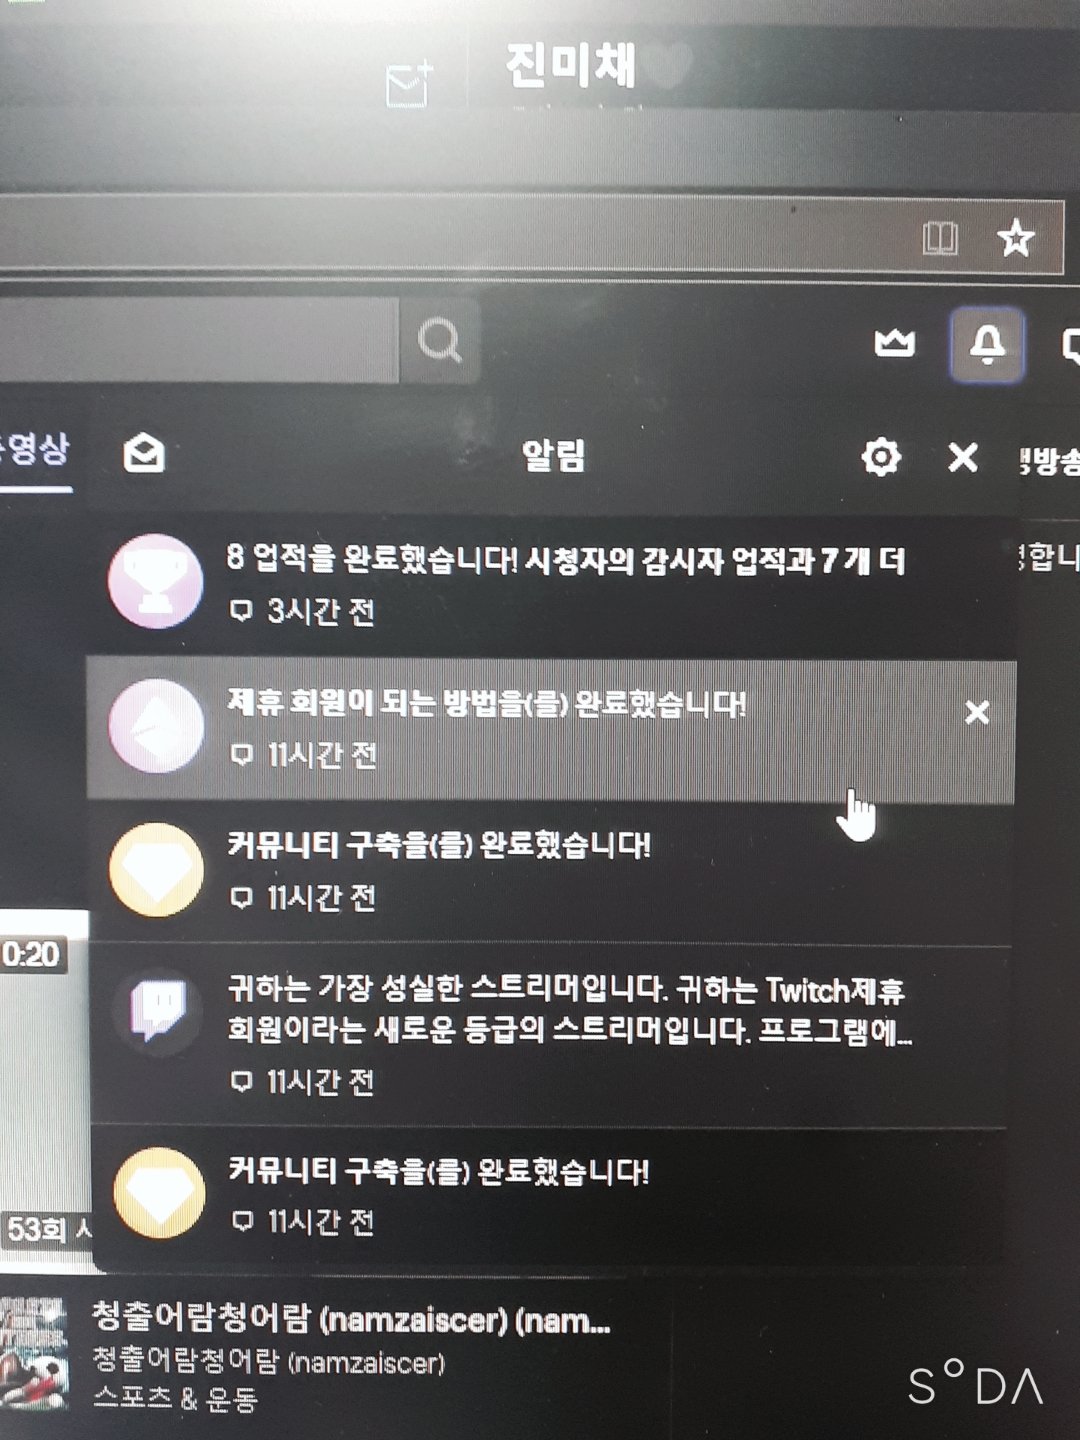 진미채
영상
알림
방송
8 업적을 완료했습니다! 시청자의 감시자 업적과 7 개 더
합니
3시간 전
제휴 회원이 되는 방법을(를) 완료했습니다!
11시간 전
커뮤니티 구축을(를) 완료했습니다!
11시간 전
0:20
귀하는 가장 성실한 스트리머입니다. 귀하는 Twitch제휴
회원이라는 새로운 등급의 스트리머입니다. 프로그램에...
11시간 전
커뮤니티 구축을(를) 완료했습니다!
11시간 전
53회 시
청출어람청어람 (namzaiscer) (nam...
청출어람청어람 (namzaiscer)
스포츠 & 운동
SODA